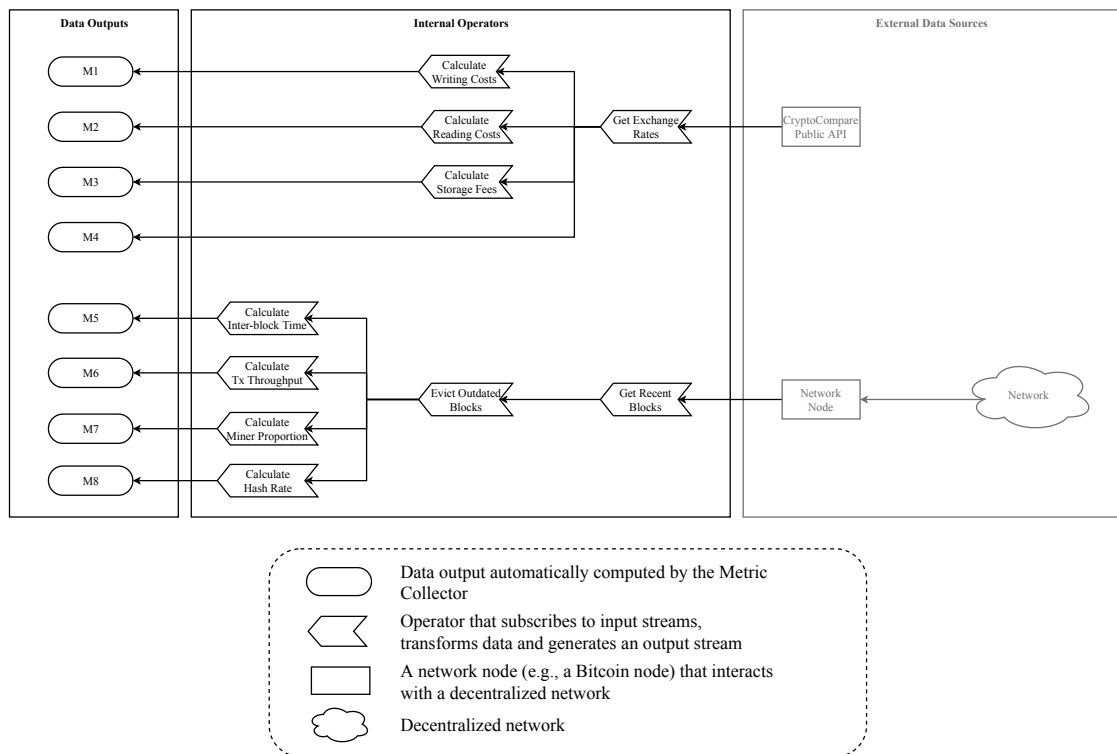 Data Outputs
Internal Operators
External Data Sources
M1
Calculate
Writing Costs
M2
Calculate
Reading Costs
Get Exchange
Rates
CryptoCompare
Public API
M3
Calculate
Storage Fees
M4
M5
Calculate
Inter-block Time
M6
Calculate
Tx Throughput
Evict Outdated
Blocks
Get Recent
Blocks
Network
Node
Network
M7
Calculate
Miner Proportion
M8
Calculate
Hash Rate
Data output automatically computed by the Metric
Collector
Operator that subscribes to input streams,
transforms data and generates an output stream
A network node (e.g., a Bitcoin node) that interacts
with a decentralized network
Decentralized network